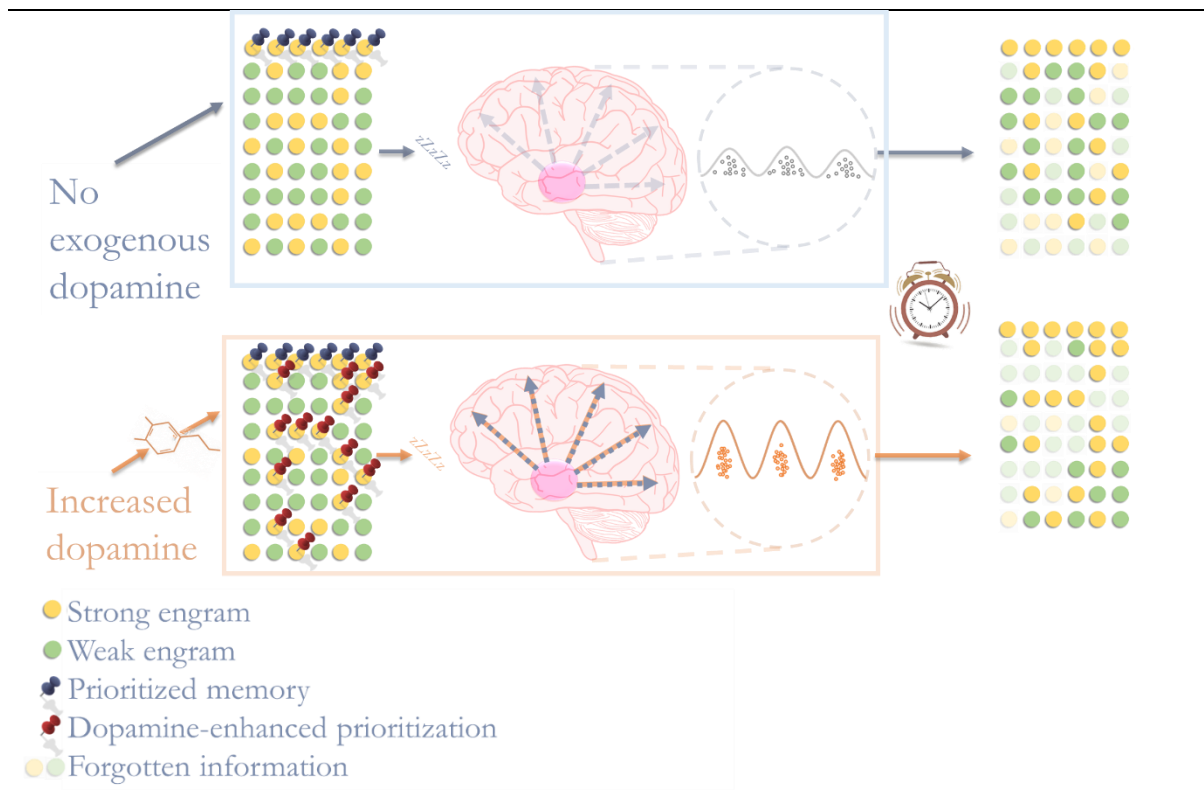 No
exogenous
dopamine
Increased
dopamine
Strong engram
Weak engram
Prioritized memory
Dopamine-enhanced prioritization
Forgotten information